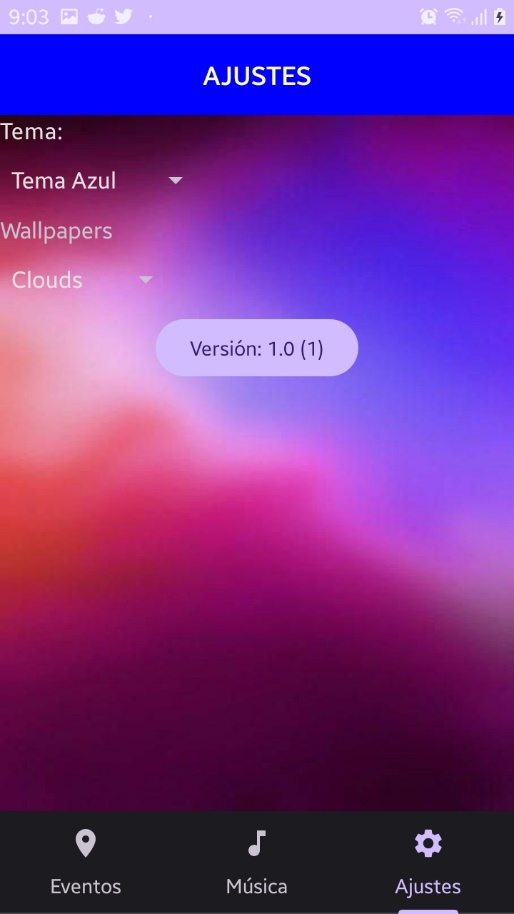 9:03
AJUSTES
Tema:
Tema Azul
Wallpapers
Clouds
Versión: 1.0 (1)
Eventos
Música
Ajustes